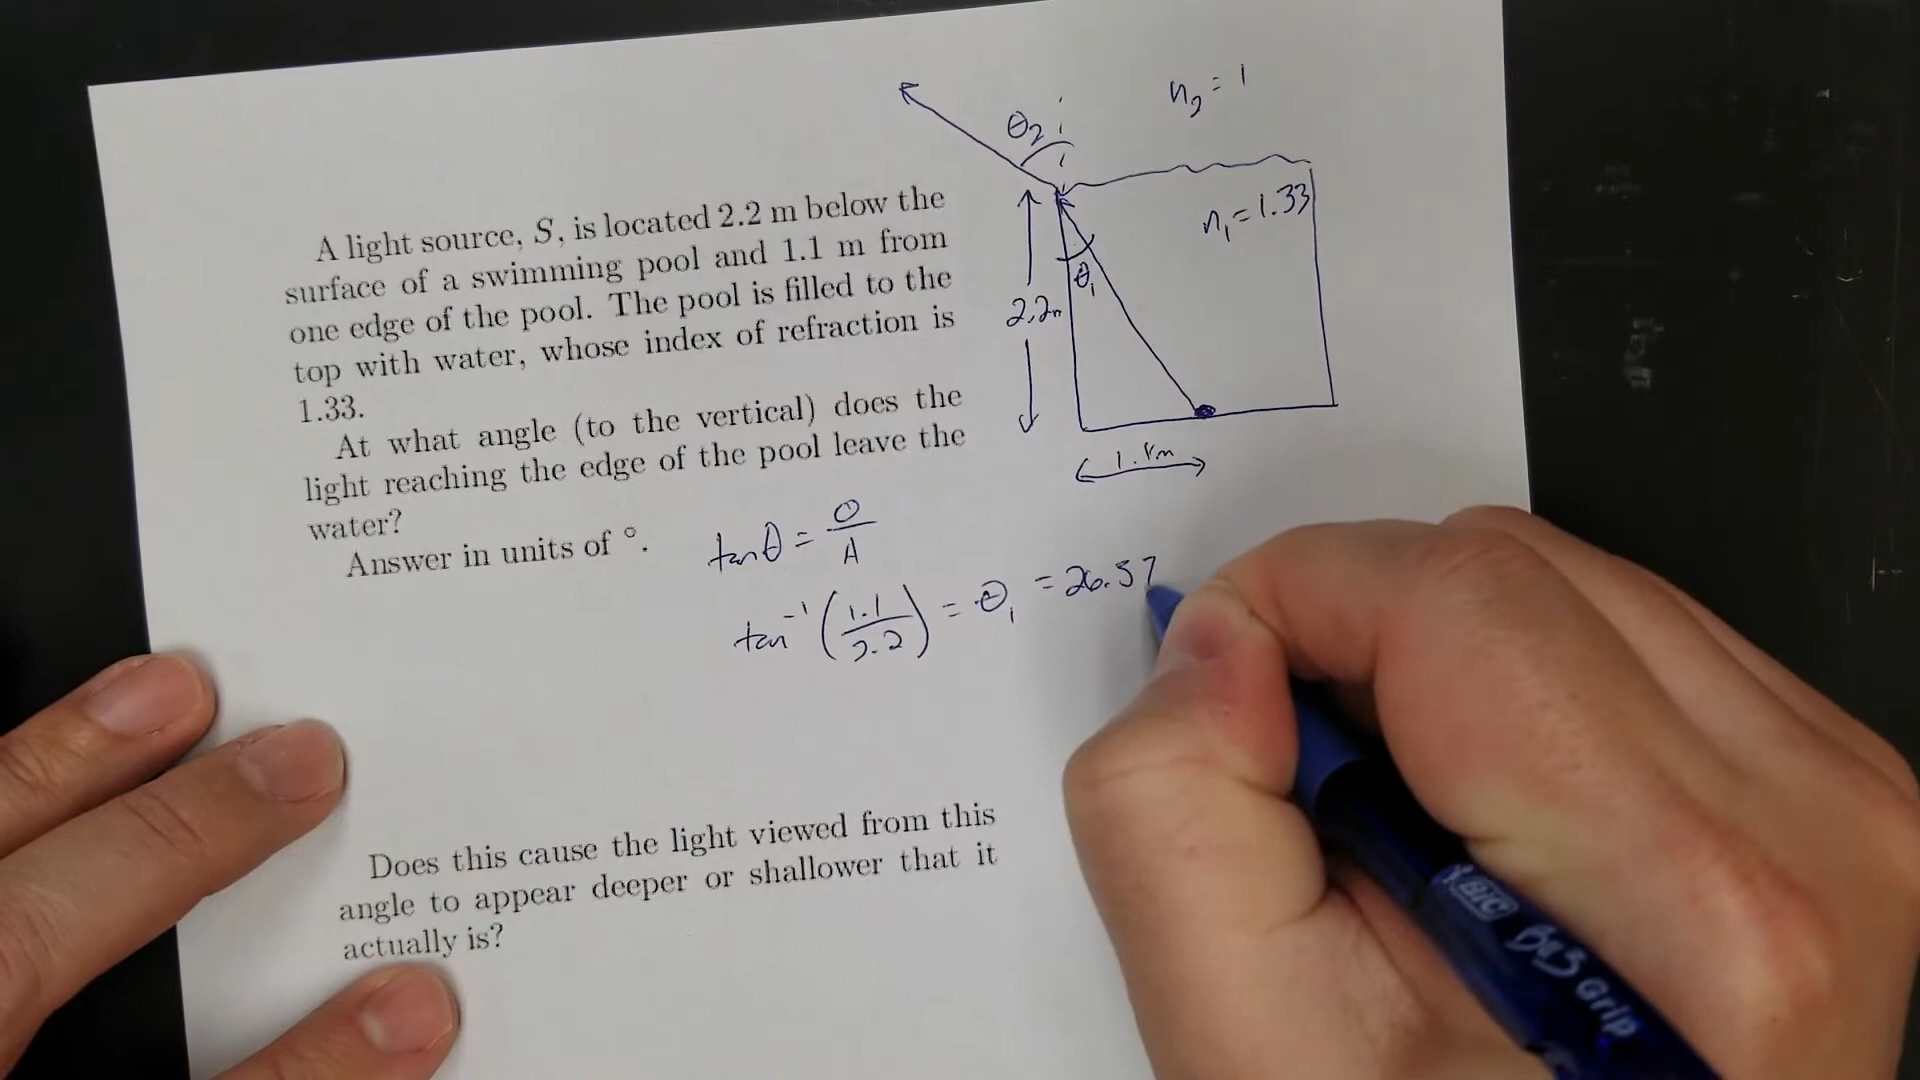 A light source, S, is located 2.2 m below the
surface of a swimming pool and 1.1 m from
one edge of the pool. The pool is filled to the
top with water, whose index of refraction is
1.33.
At what angle (to the vertical) does the
light reaching the edge of the pool leave the
water?
Answer in units of °.
θ2
n2 = 1
n1 = 1.33
θ1
2.2m
1.1m
tanθ = O/A
tan⁻¹(1.1/2.2) = θ1 = 26.57
Does this cause the light viewed from this
angle to appear deeper or shallower that it
actually is?
BIC
BU3 Grip